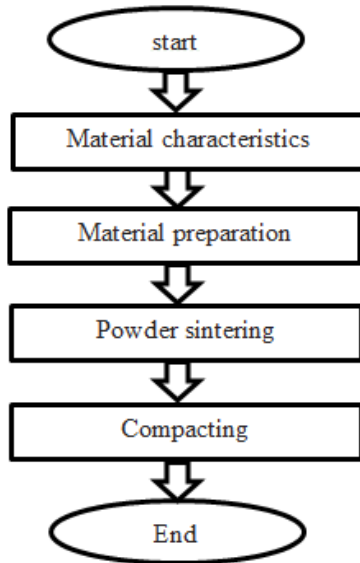 start
Material characteristics
Material preparation
Powder sintering
Compacting
End